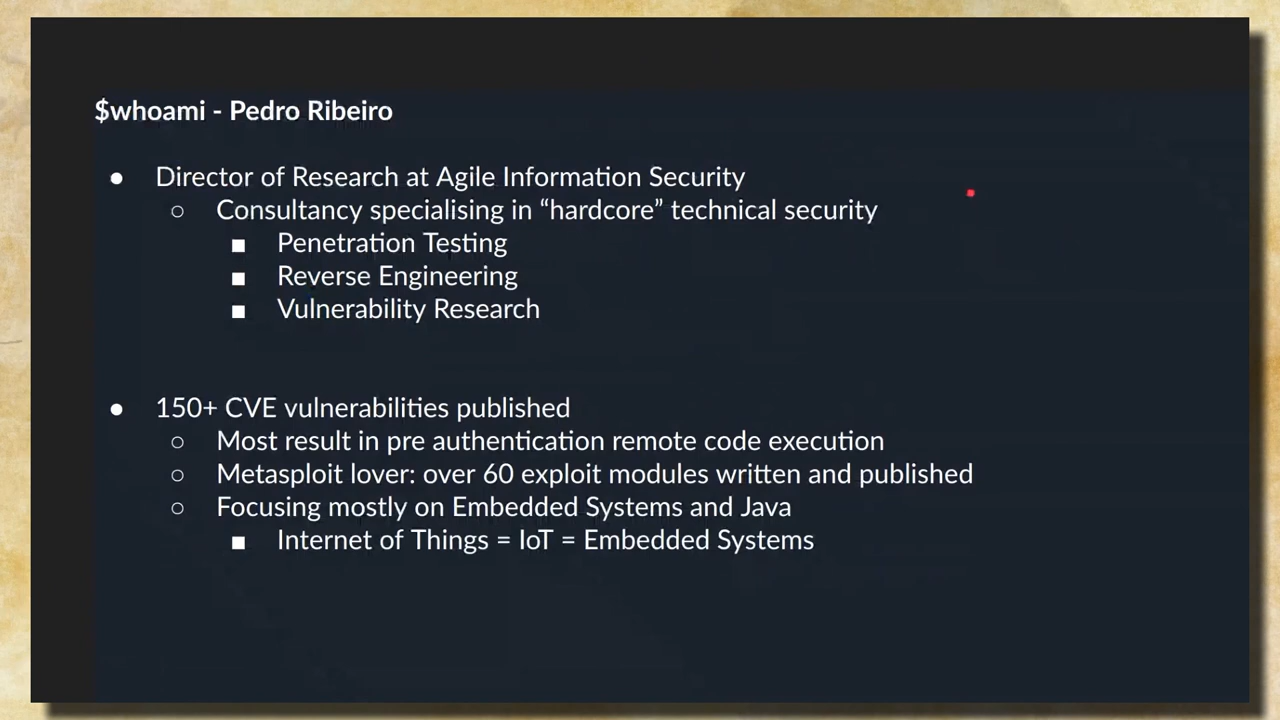 $whoami - Pedro Ribeiro
● Director of Research at Agile Information Security
○ Consultancy specialising in “hardcore” technical security
■ Penetration Testing
■ Reverse Engineering
■ Vulnerability Research
● 150+ CVE vulnerabilities published
○ Most result in pre authentication remote code execution
○ Metasploit lover: over 60 exploit modules written and published
○ Focusing mostly on Embedded Systems and Java
■ Internet of Things = IoT = Embedded Systems